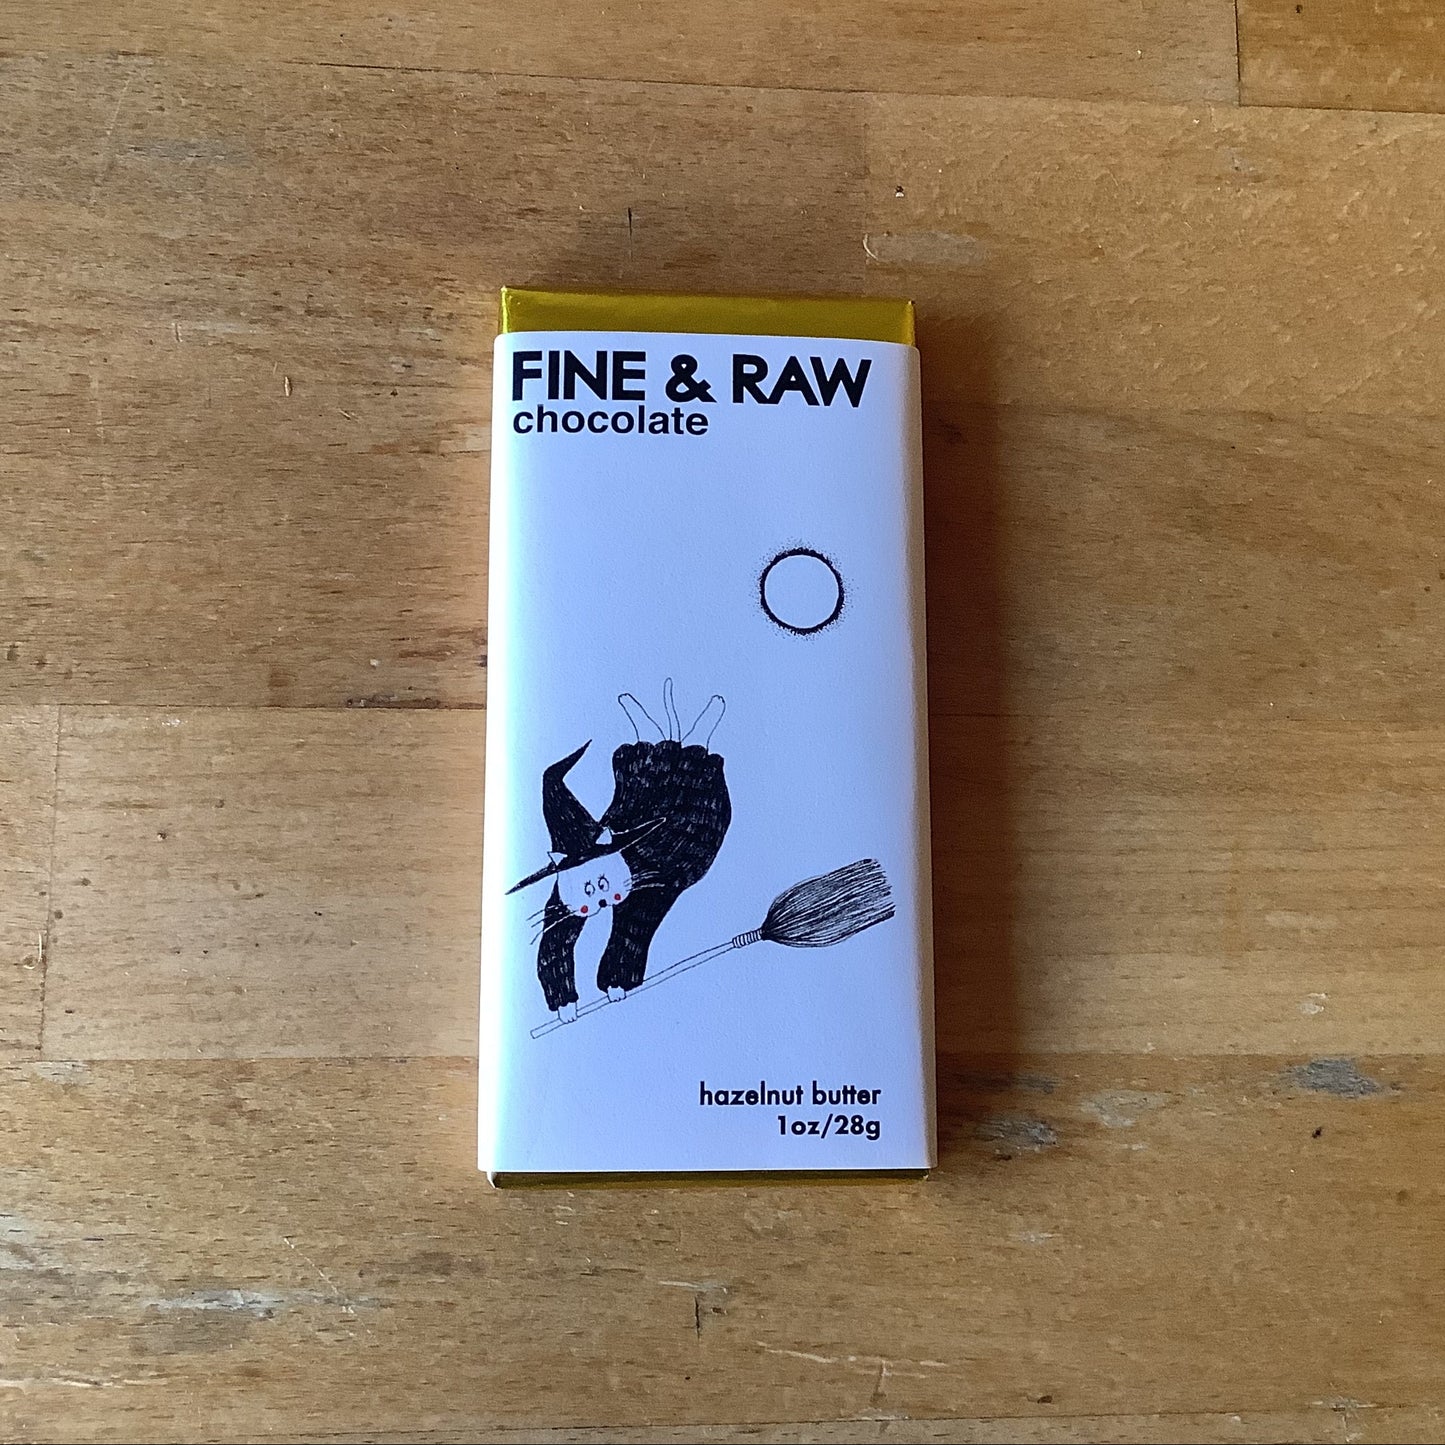 FINE & RAW
chocolate
hazelnut butter
1oz/28g